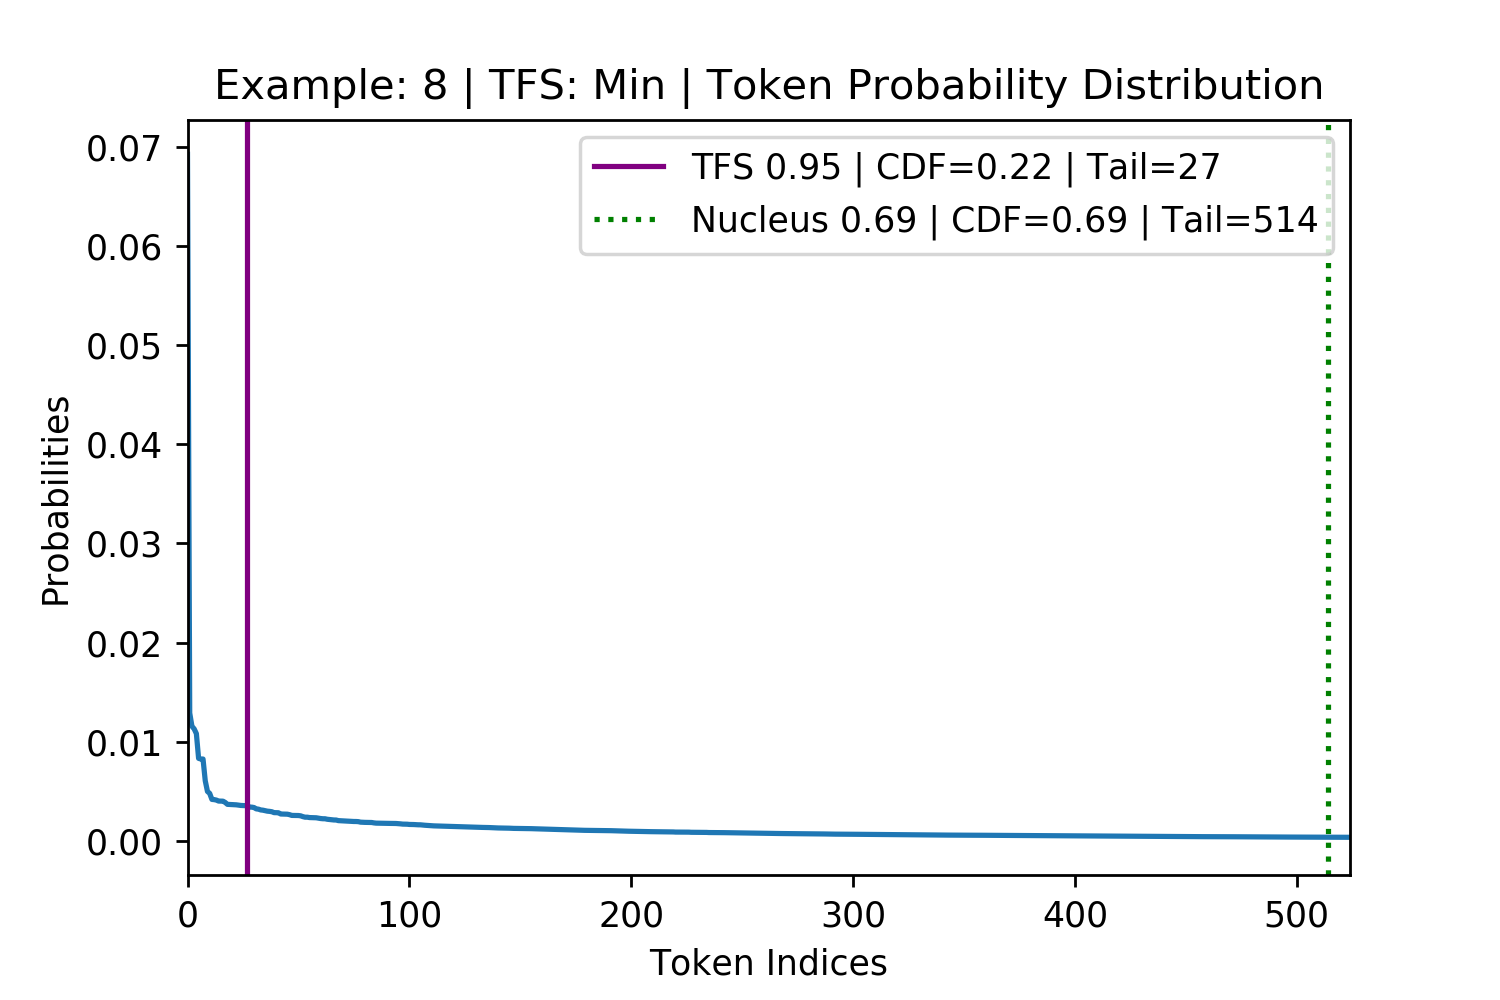 Example: 8 | TFS: Min | Token Probability Distribution
TFS 0.95 | CDF=0.22 | Tail=27
Nucleus 0.69 | CDF=0.69 | Tail=514
0.07
0.06
0.05
0.04
0.03
0.02
0.01
0.00
Probabilities
0 100 200 300 400 500
Token Indices